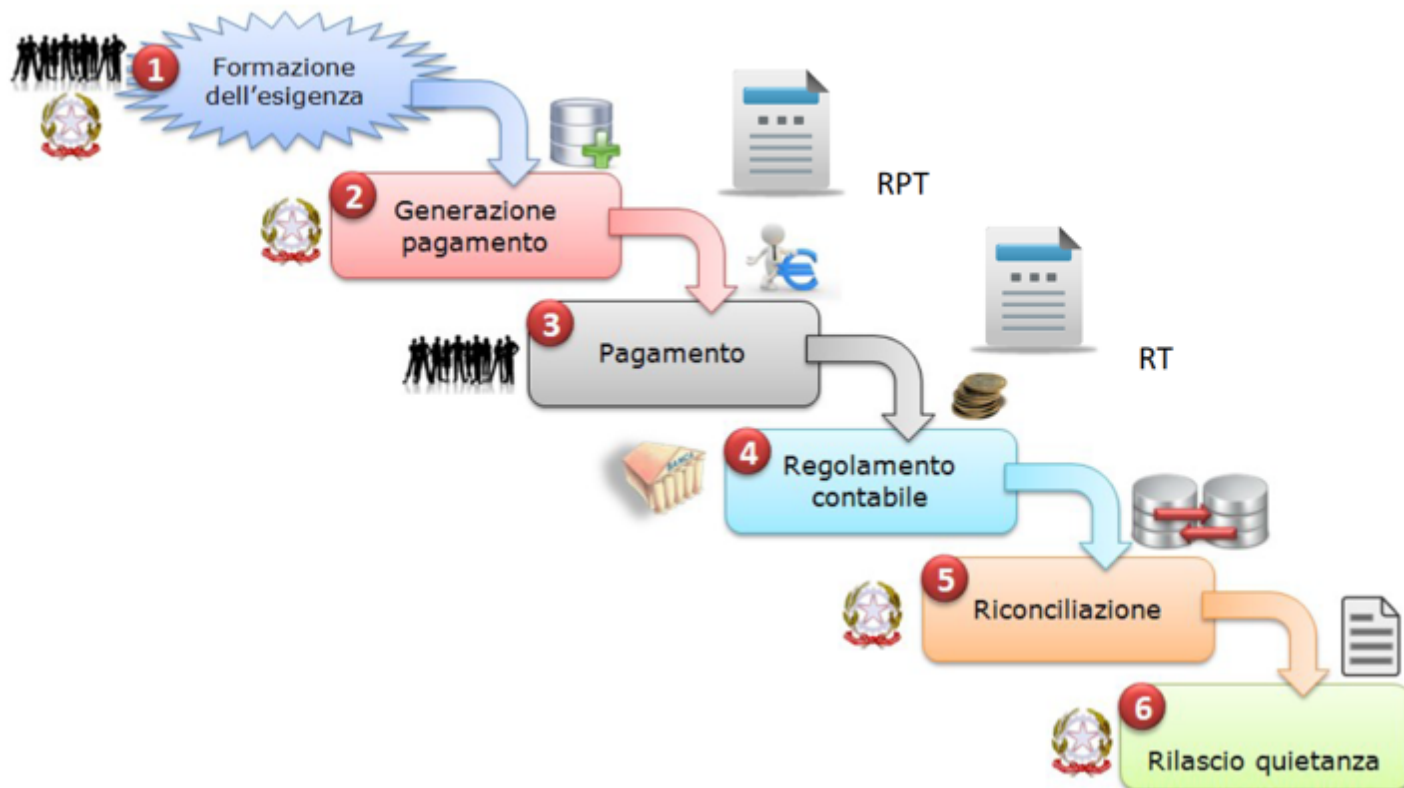 1
Formazione
dell'esigenza
2
Generazione
pagamento
RPT
3
Pagamento
RT
BANCA
4
Regolamento
contabile
5
Riconciliazione
6
Rilascio quietanza